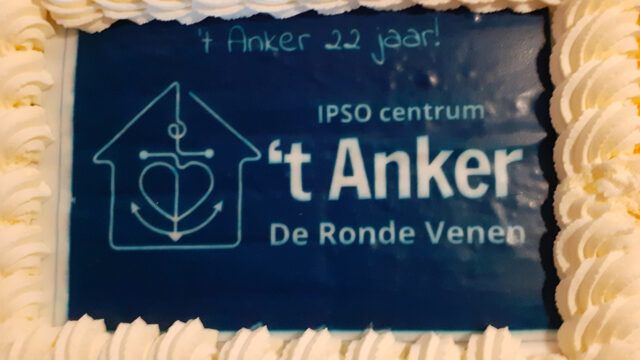 't Anker 22 jaar!
IPSO centrum
't Anker
De Ronde Venen